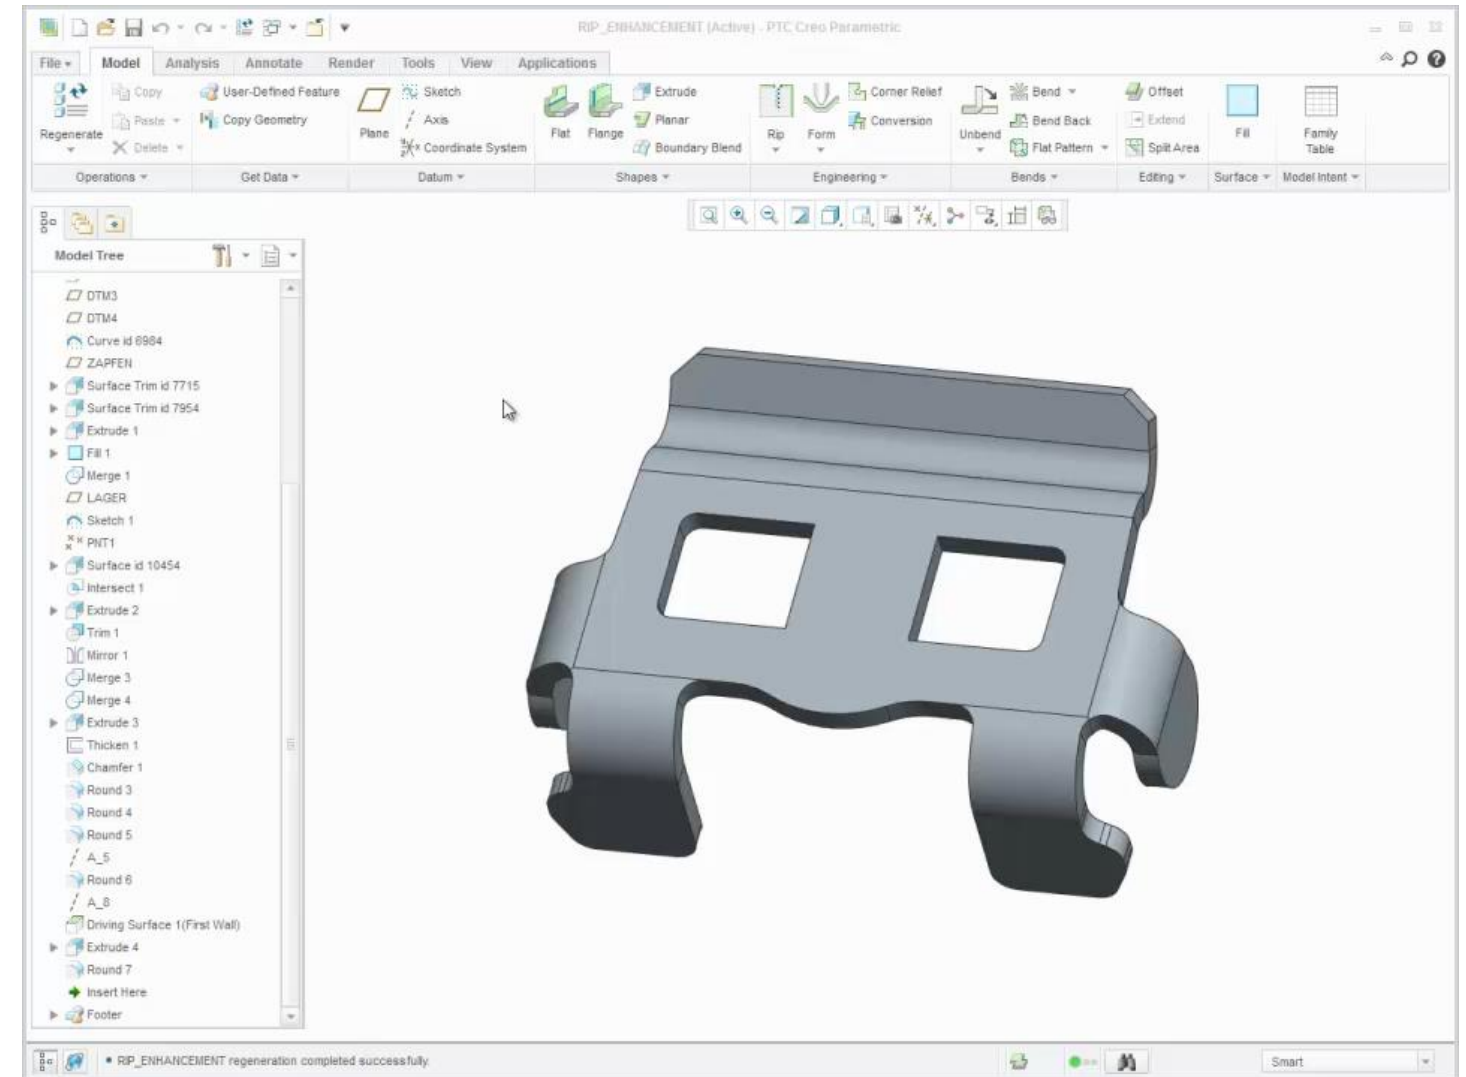 RIP_ENHANCEMENT (Active) - PTC Creo Parametric
File Model Analysis Annotate Render Tools View Applications
Regenerate
Copy
Paste
Delete
Operations
User-Defined Feature
Copy Geometry
Get Data
Plane
Sketch
Axis
Coordinate System
Datum
Flat
Flange
Extrude
Planar
Boundary Blend
Shapes
Rip
Form
Corner Relief
Conversion
Engineering
Unbend
Bend
Bend Back
Flat Pattern
Bends
Offset
Extend
Split Area
Editing
Fill
Surface
Family
Table
Model Intent
Model Tree
DTM3
DTM4
Curve id 6984
ZAPFEN
Surface Trim id 7715
Surface Trim id 7954
Extrude 1
Fill 1
Merge 1
LAGER
Sketch 1
PNT1
Surface id 10454
Intersect 1
Extrude 2
Trim 1
Mirror 1
Merge 3
Merge 4
Extrude 3
Thicken 1
Chamfer 1
Round 3
Round 4
Round 5
A_5
Round 6
A_8
Driving Surface 1(First Wall)
Extrude 4
Round 7
Insert Here
Footer
• RIP_ENHANCEMENT regeneration completed successfully.
Smart